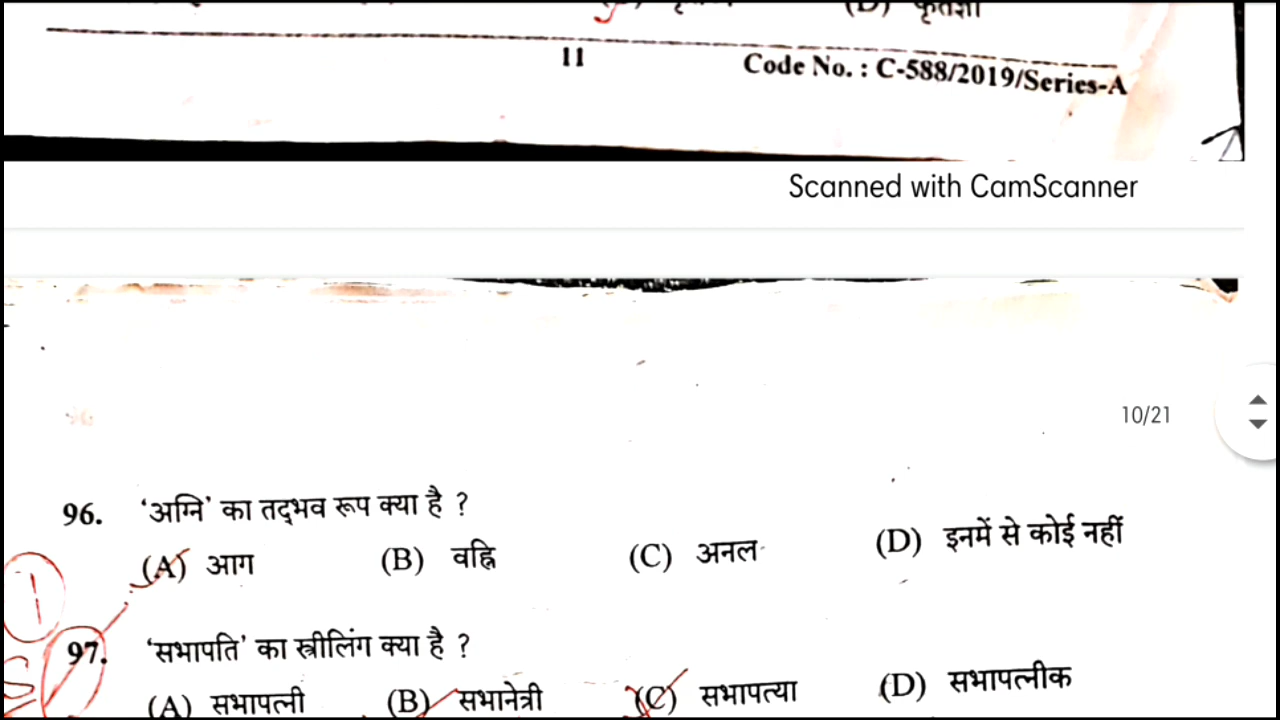 (D) कृतज्ञा
11 Code No. : C-588/2019/Series-A
Scanned with CamScanner
10/21
96. 'अग्नि' का तद्भव रूप क्या है ?
(A) आग (B) वह्नि (C) अनल (D) इनमें से कोई नहीं
97. 'सभापति' का स्त्रीलिंग क्या है ?
(A) सभापत्नी (B) सभानेत्री (C) सभापत्या (D) सभापत्नीक